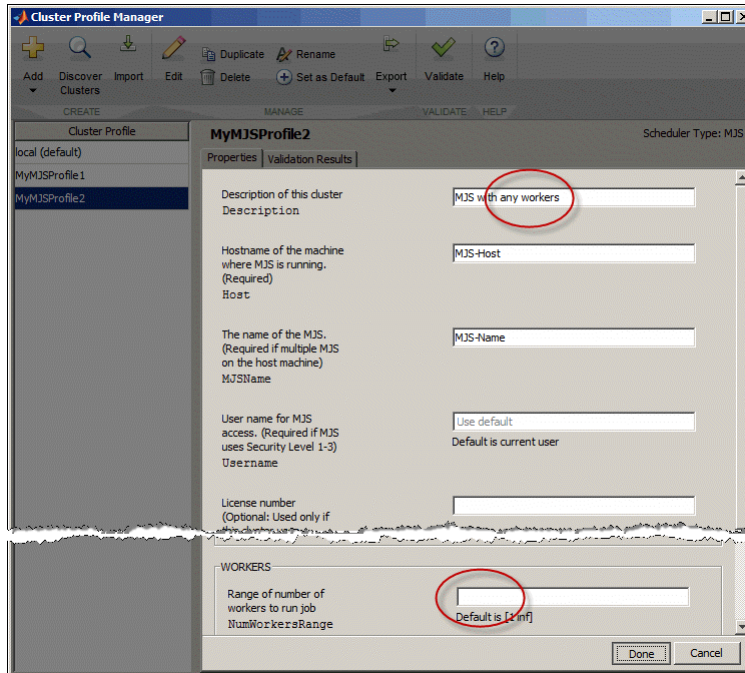 Cluster Profile Manager
Add
Discover Clusters
Import
Edit
Duplicate
Rename
Delete
Set as Default
Export
Validate
Help
CREATE
MANAGE
VALIDATE
HELP
Cluster Profile
local (default)
MyMJSProfile1
MyMJSProfile2
MyMJSProfile2
Scheduler Type: MJS
Properties
Validation Results
Description of this cluster
Description
MJS with any workers
Hostname of the machine
where MJS is running.
(Required)
Host
MJS-Host
The name of the MJS.
(Required if multiple MJS
on the host machine)
MJSName
MJS-Name
User name for MJS
access. (Required if MJS
uses Security Level 1-3)
Username
Use default
Default is current user
License number
(Optional: Used only if
WORKERS
Range of number of
workers to run job
NumWorkersRange
Default is [1 inf]
Done
Cancel